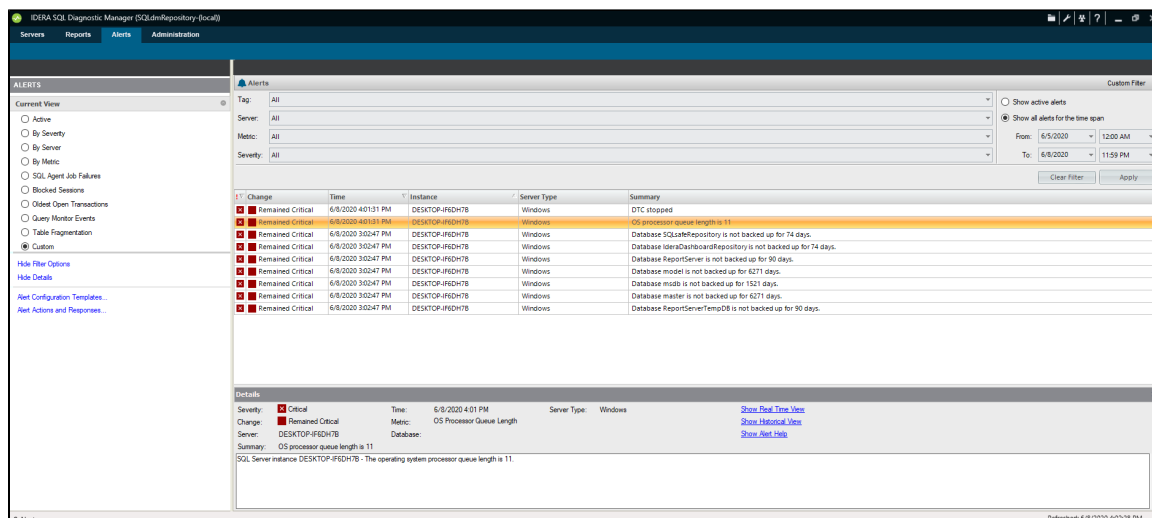 IDERA SQL Diagnostic Manager (SQLdmRepository-(local))
Servers Reports Alerts Administration
ALERTS
Current View
Active
By Severity
By Server
By Metric
SQL Agent Job Failures
Blocked Sessions
Oldest Open Transactions
Query Monitor Events
Table Fragmentation
Custom
Hide Filter Options
Hide Details
Alert Configuration Templates...
Alert Actions and Responses...
Alerts Custom Filter
Tag: All
Server: All
Metric: All
Severity: All
Show active alerts
Show all alerts for the time span
From: 6/5/2020 12:00 AM
To: 6/8/2020 11:59 PM
Clear Filter Apply
! Change Time Instance Server Type Summary
Remained Critical 6/8/2020 4:01:31 PM DESKTOP-IF6DH7B Windows DTC stopped
Remained Critical 6/8/2020 4:01:31 PM DESKTOP-IF6DH7B Windows OS processor queue length is 11
Remained Critical 6/8/2020 3:02:47 PM DESKTOP-IF6DH7B Windows Database SQLsafeRepository is not backed up for 74 days.
Remained Critical 6/8/2020 3:02:47 PM DESKTOP-IF6DH7B Windows Database IderaDashboardRepository is not backed up for 74 days.
Remained Critical 6/8/2020 3:02:47 PM DESKTOP-IF6DH7B Windows Database ReportServer is not backed up for 90 days.
Remained Critical 6/8/2020 3:02:47 PM DESKTOP-IF6DH7B Windows Database model is not backed up for 6271 days.
Remained Critical 6/8/2020 3:02:47 PM DESKTOP-IF6DH7B Windows Database msdb is not backed up for 1521 days.
Remained Critical 6/8/2020 3:02:47 PM DESKTOP-IF6DH7B Windows Database master is not backed up for 6271 days.
Remained Critical 6/8/2020 3:02:47 PM DESKTOP-IF6DH7B Windows Database ReportServerTempDB is not backed up for 90 days.
Details
Severity: Critical Time: 6/8/2020 4:01 PM Server Type: Windows Show Real Time View
Change: Remained Critical Metric: OS Processor Queue Length Show Historical View
Server: DESKTOP-IF6DH7B Database: Show Alert Help
Summary: OS processor queue length is 11
SQL Server instance DESKTOP-IF6DH7B - The operating system processor queue length is 11.